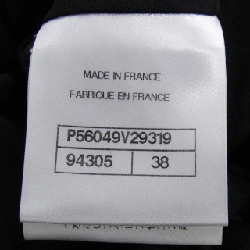 MADE IN FRANCE
FABRIQUE EN FRANCE
P56049V29319
94305 38